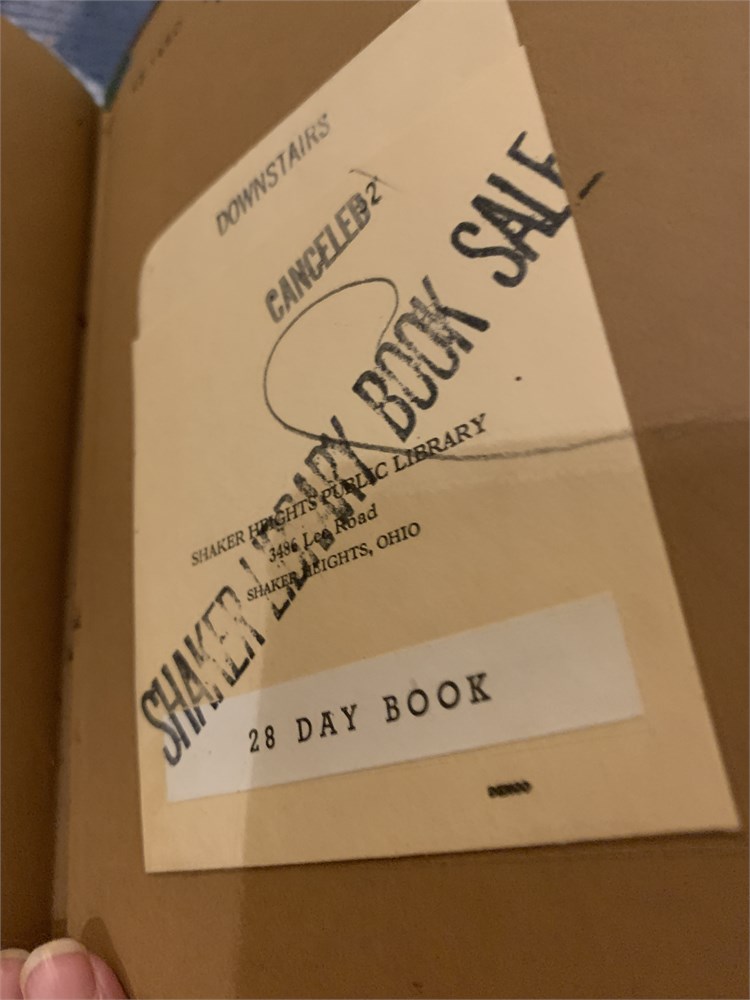 DOWNSTAIRS
CANCELED
SHAKER LIBRARY BOOK SALE
SHAKER HEIGHTS PUBLIC LIBRARY
3486 Lee Road
SHAKER HEIGHTS, OHIO
28 DAY BOOK